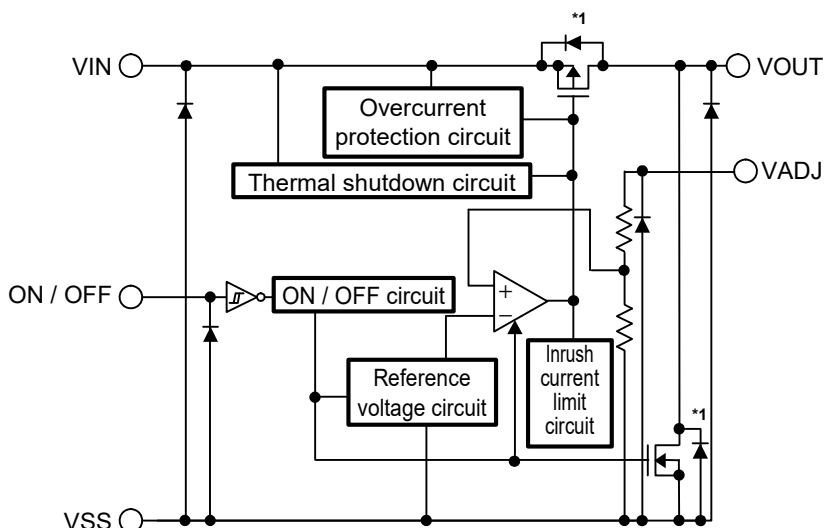 *1
VIN
VOUT
Overcurrent
protection circuit
VADJ
Thermal shutdown circuit
ON / OFF
ON / OFF circuit
+
−
Inrush
current
limit
circuit
Reference
voltage circuit
*1
VSS